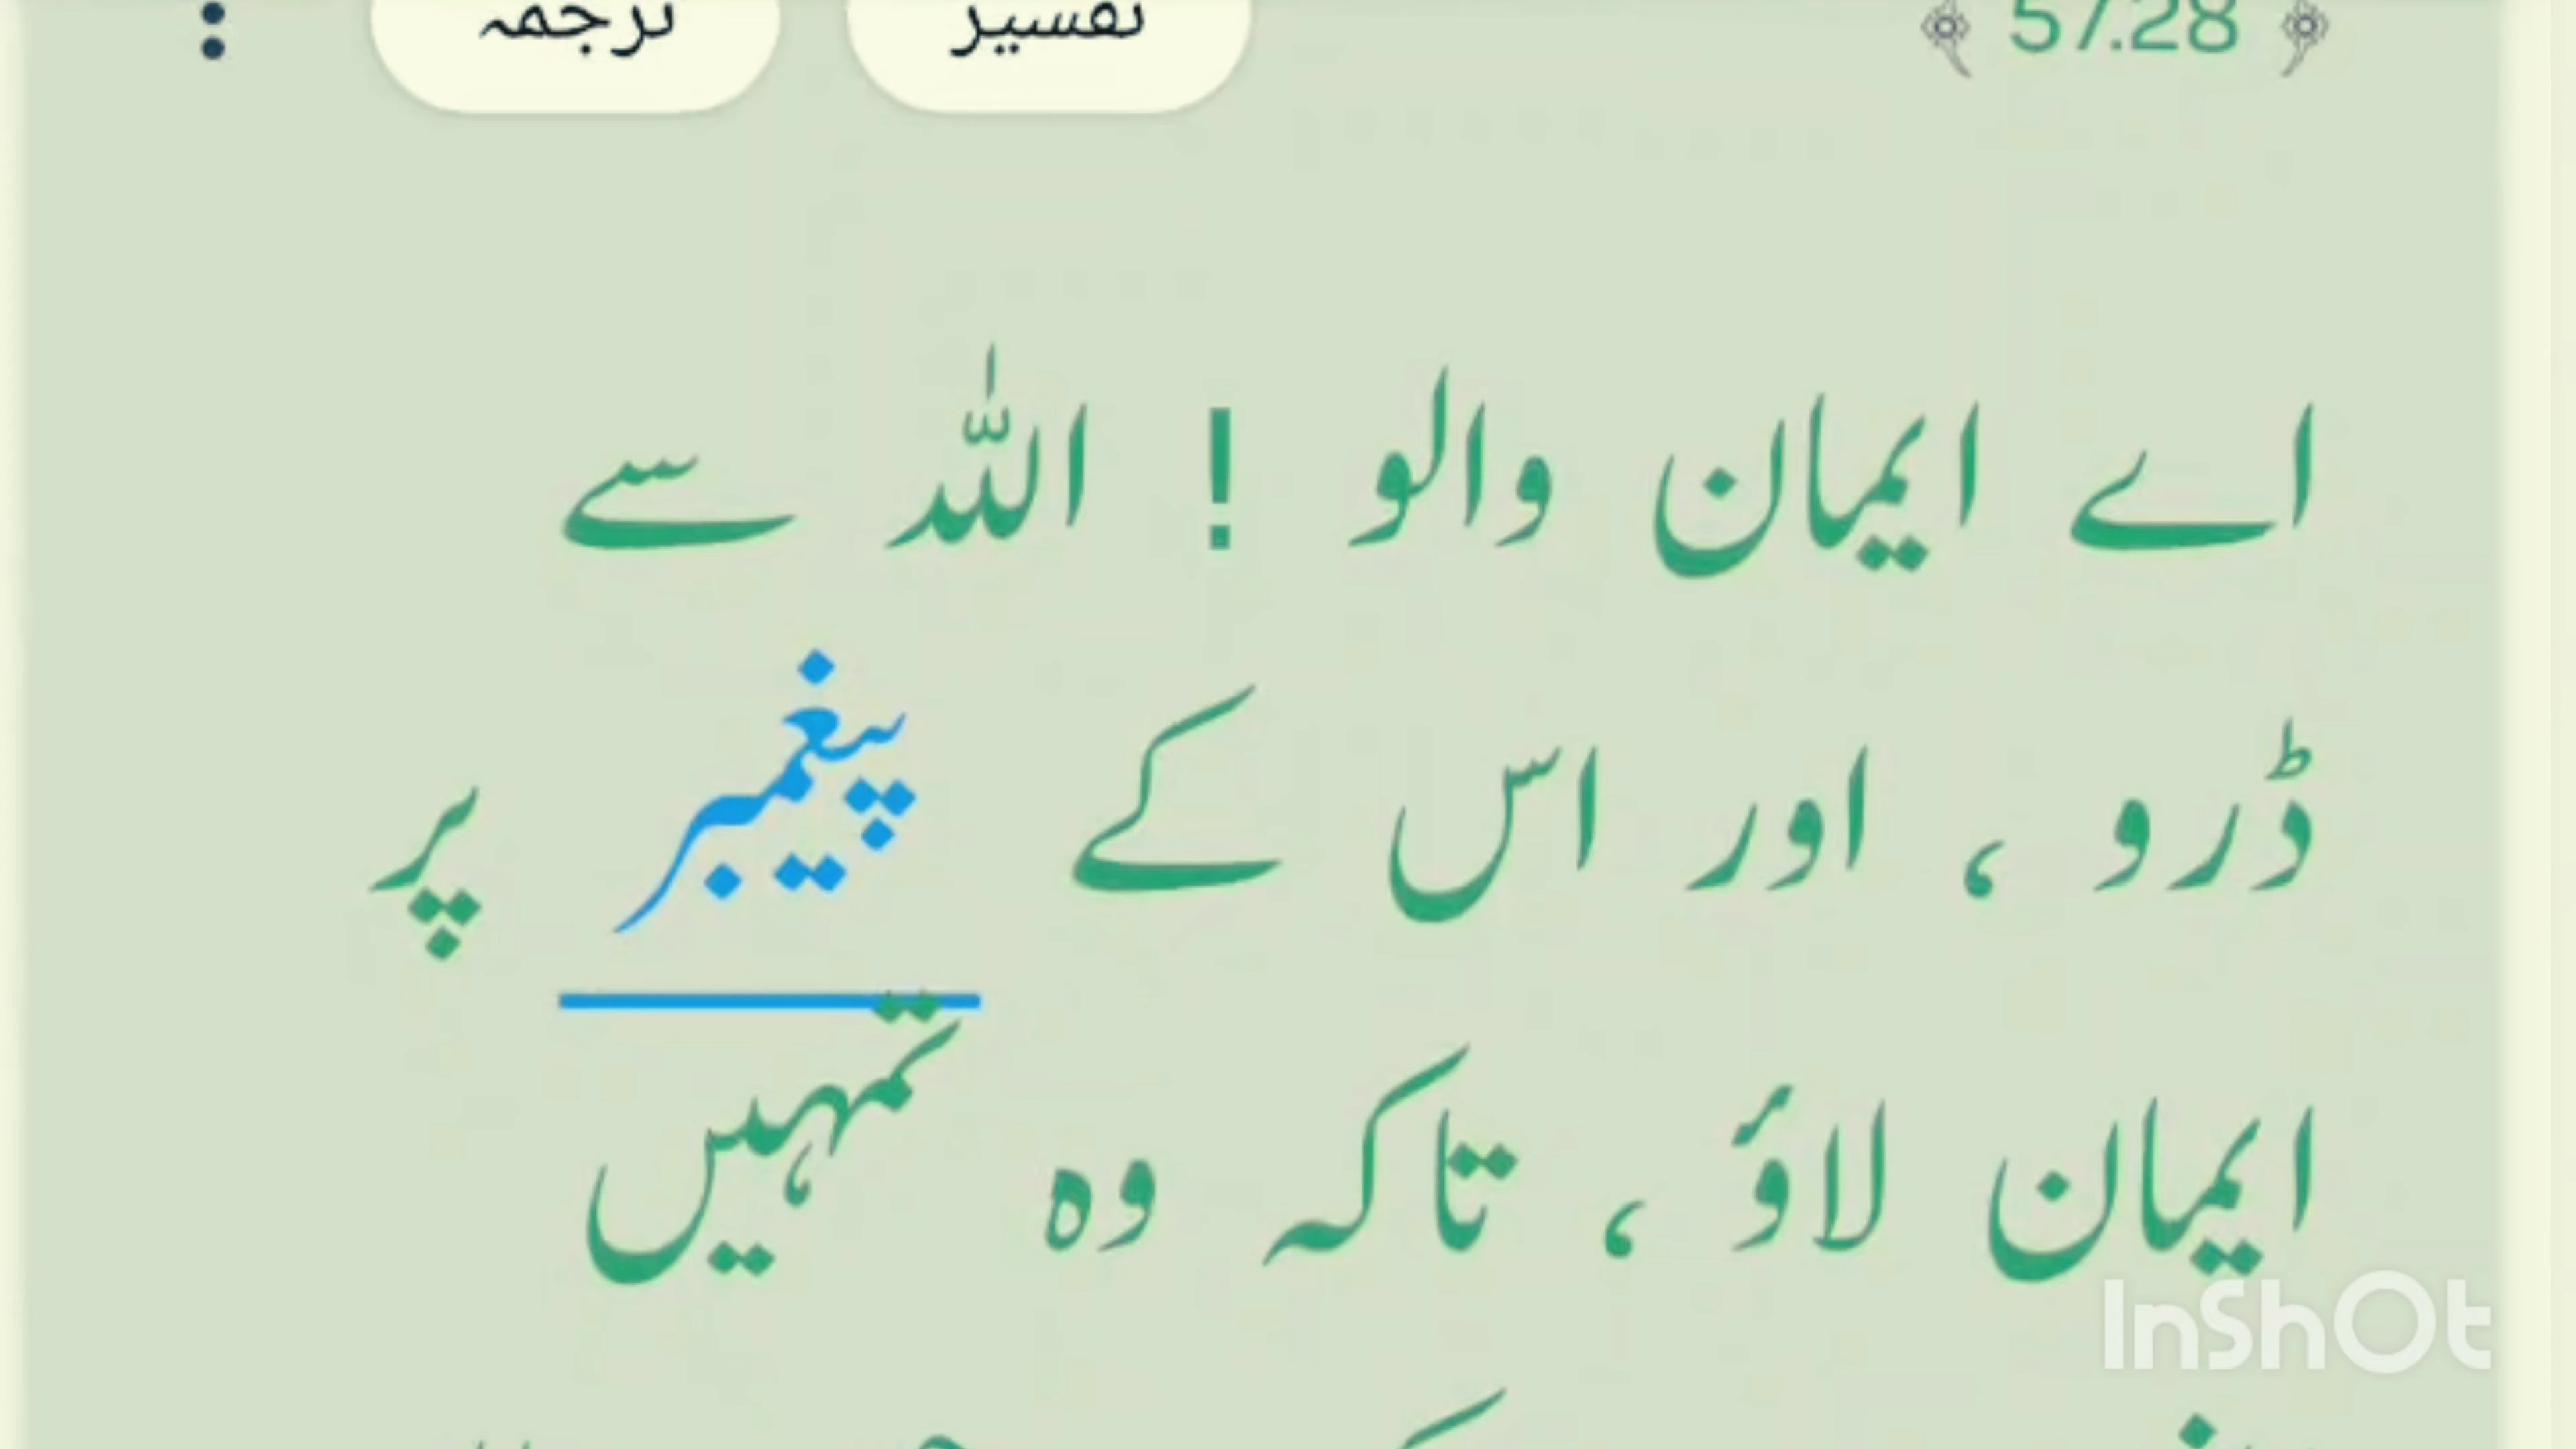 57.28 تفسیر ترجمہ
اے ایمان والو ! اللہ سے
ڈرو ، اور اس کے پیغمبر پر
ایمان لاؤ ، تاکہ وہ تمہیں
InShOt